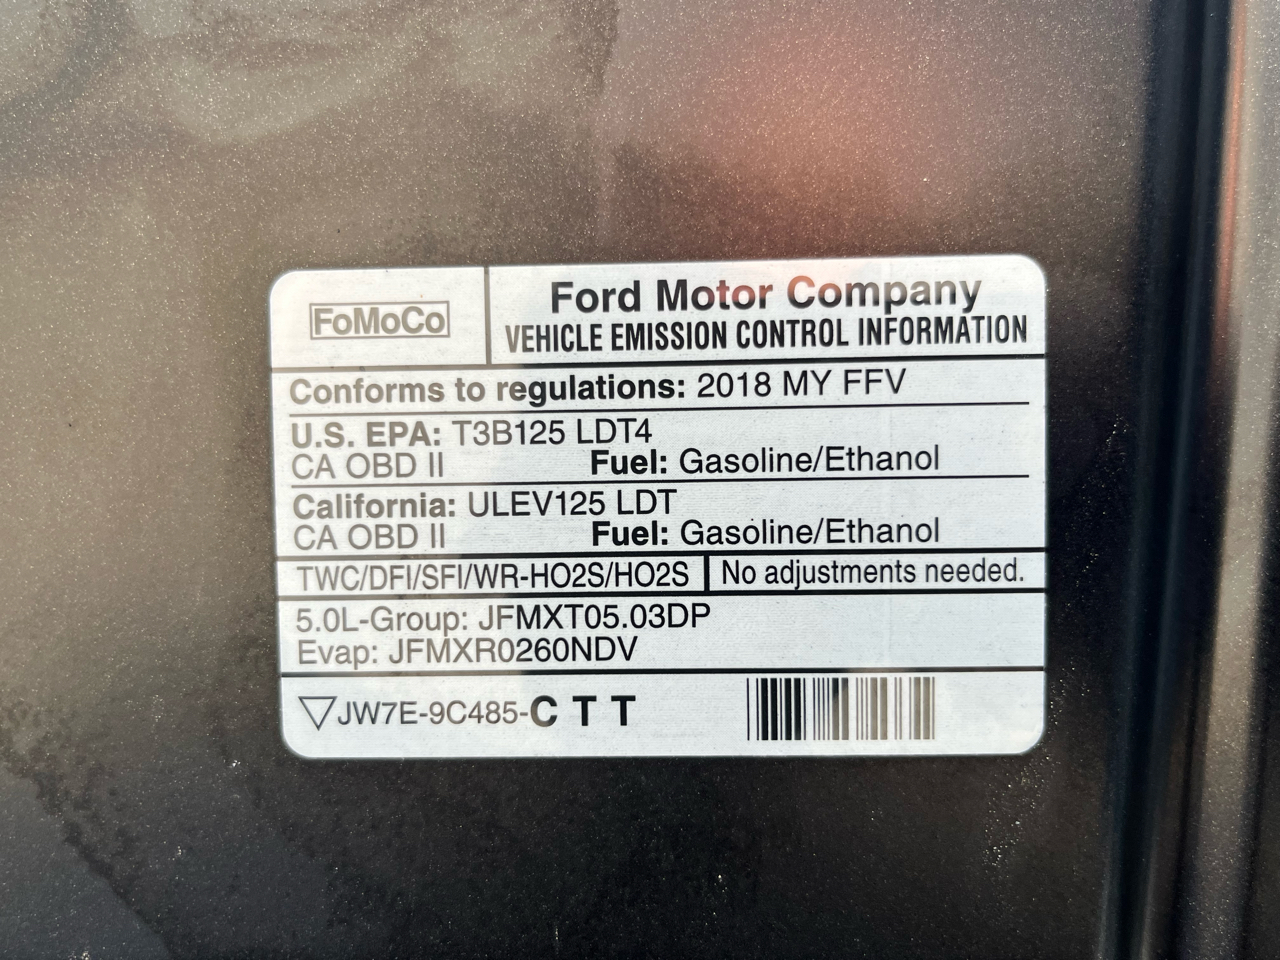 FoMoCo
Ford Motor Company
VEHICLE EMISSION CONTROL INFORMATION
Conforms to regulations: 2018 MY FFV
U.S. EPA: T3B125 LDT4
CA OBD II Fuel: Gasoline/Ethanol
California: ULEV125 LDT
CA OBD II Fuel: Gasoline/Ethanol
TWC/DFI/SFI/WR-HO2S/HO2S No adjustments needed.
5.0L-Group: JFMXT05.03DP
Evap: JFMXR0260NDV
JW7E-9C485-C T T